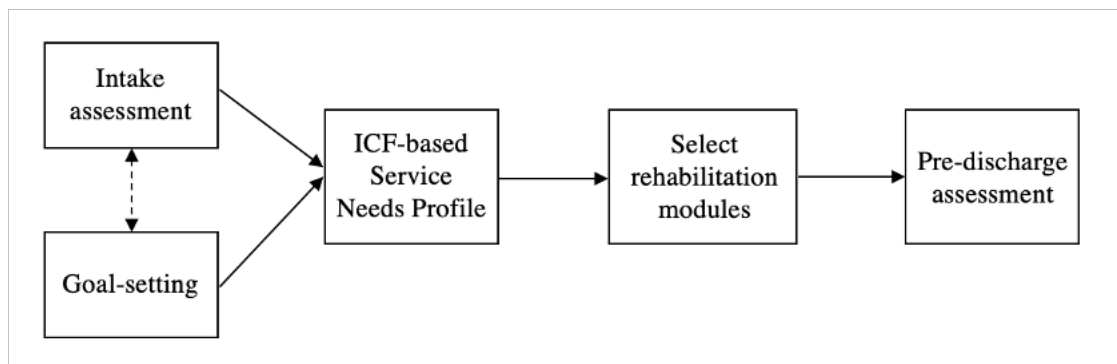 Intake
assessment
Goal-setting
ICF-based
Service
Needs Profile
Select
rehabilitation
modules
Pre-discharge
assessment